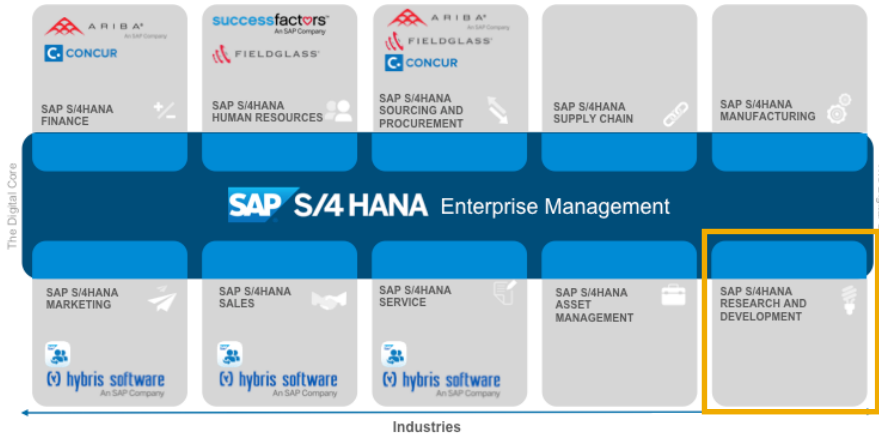 ARIBA
An SAP Company
C. CONCUR
SAP S/4HANA
FINANCE
successfactors™
An SAP Company
FIELDGLASS
SAP S/4HANA
HUMAN RESOURCES
ARIBA
An SAP Company
FIELDGLASS
C. CONCUR
SAP S/4HANA
SOURCING AND
PROCUREMENT
SAP S/4HANA
SUPPLY CHAIN
SAP S/4HANA
MANUFACTURING
The Digital Core
SAP S/4HANA Enterprise Management
SAP S/4HANA
MARKETING
(v) hybris software
An SAP Company
SAP S/4HANA
SALES
(v) hybris software
An SAP Company
SAP S/4HANA
SERVICE
(v) hybris software
An SAP Company
SAP S/4HANA
ASSET
MANAGEMENT
SAP S/4HANA
RESEARCH AND
DEVELOPMENT
Industries